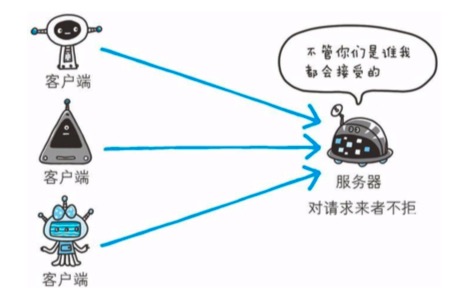 不管你们是谁我
都会接受的
客户端
客户端
服务器
对请求来者不拒
客户端